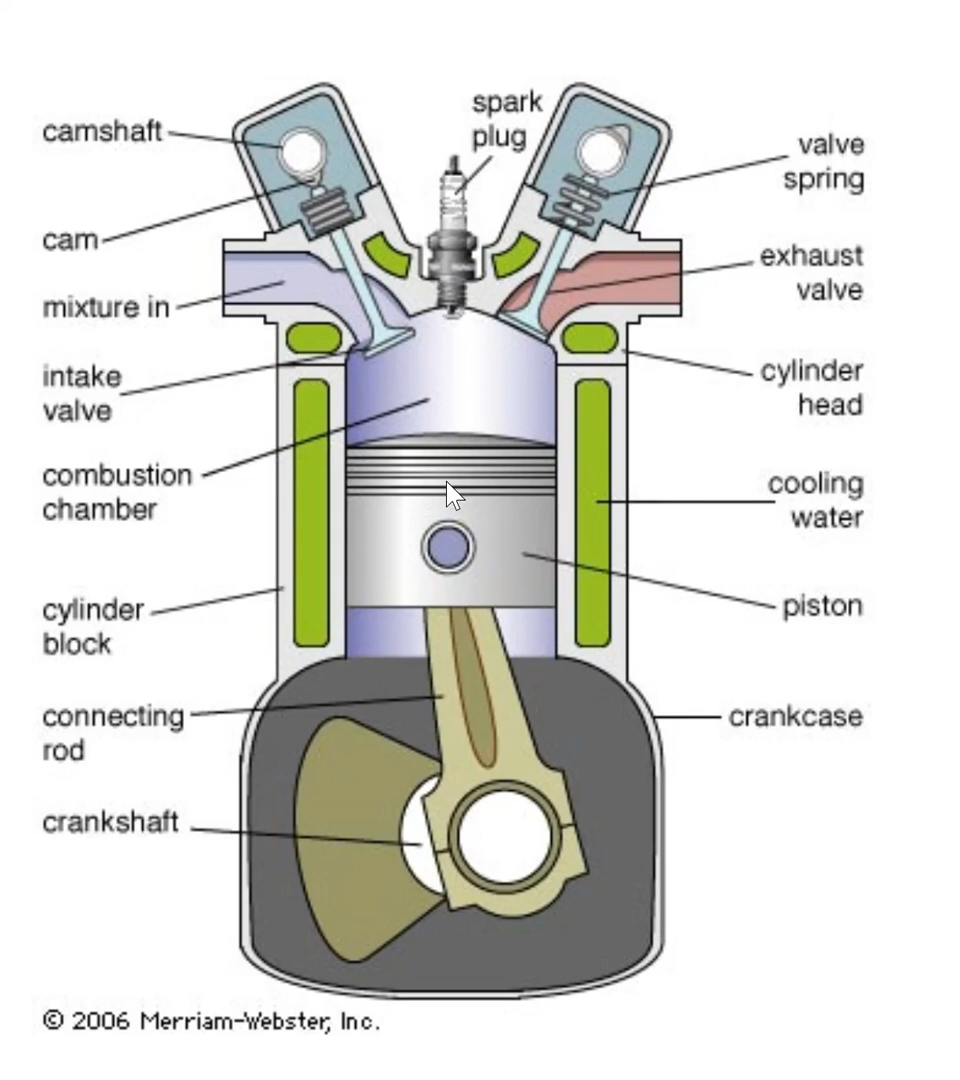 camshaft
cam
mixture in
intake
valve
combustion
chamber
cylinder
block
connecting
rod
crankshaft
spark
plug
valve
spring
exhaust
valve
cylinder
head
cooling
water
piston
crankcase
© 2006 Merriam-Webster, Inc.